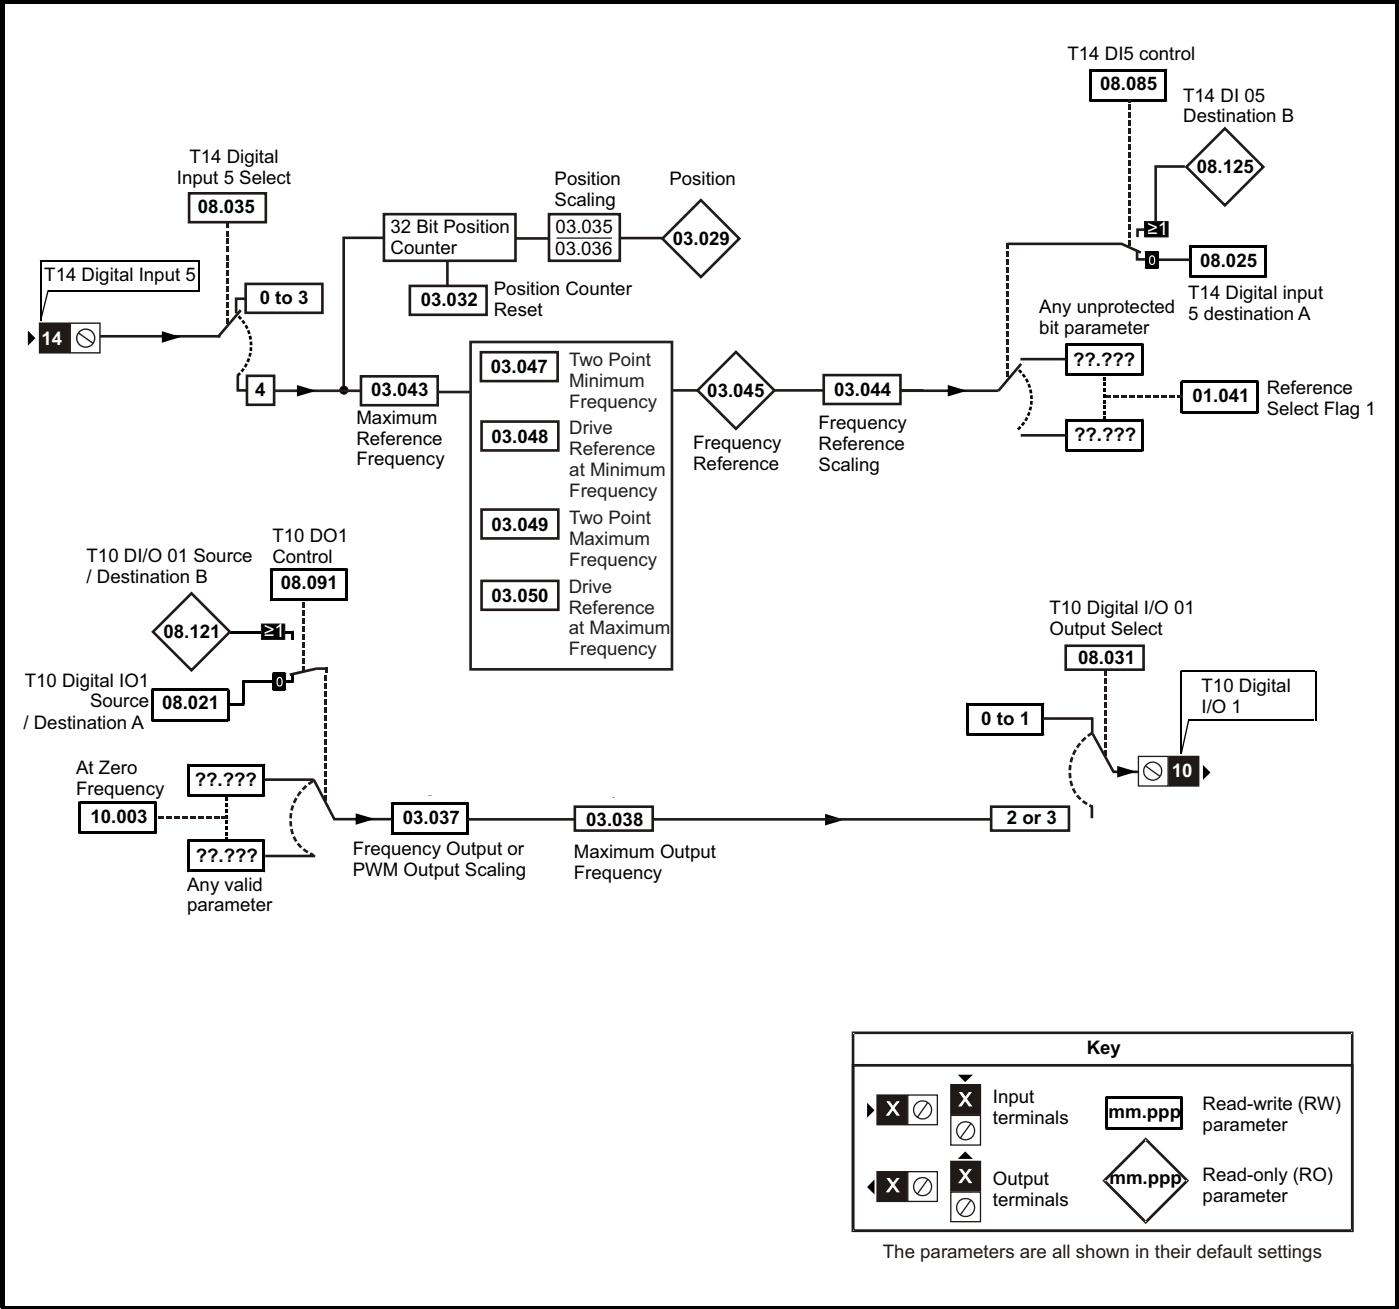 T14 DI5 control
08.085
T14 DI 05
Destination B
08.125
≥1
0
08.025
T14 Digital input
5 destination A
T14 Digital
Input 5 Select
08.035
T14 Digital Input 5
14
0 to 3
4
32 Bit Position
Counter
03.032
Position Counter
Reset
Position
Scaling
03.035
03.036
Position
03.029
03.043
Maximum
Reference
Frequency
03.047
Two Point
Minimum
Frequency
03.048
Drive
Reference
at Minimum
Frequency
03.049
Two Point
Maximum
Frequency
03.050
Drive
Reference
at Maximum
Frequency
03.045
Frequency
Reference
03.044
Frequency
Reference
Scaling
Any unprotected
bit parameter
??.???
??.???
01.041
Reference
Select Flag 1
T10 DO1
Control
08.091
T10 DI/O 01 Source
/ Destination B
08.121
≥1
0
T10 Digital IO1
Source
/ Destination A
08.021
At Zero
Frequency
10.003
??.???
??.???
Any valid
parameter
03.037
Frequency Output or
PWM Output Scaling
03.038
Maximum Output
Frequency
2 or 3
0 to 1
T10 Digital I/O 01
Output Select
08.031
T10 Digital
I/O 1
10
Key
X
X
Input
terminals
mm.ppp
Read-write (RW)
parameter
X
X
Output
terminals
mm.ppp
Read-only (RO)
parameter
The parameters are all shown in their default settings